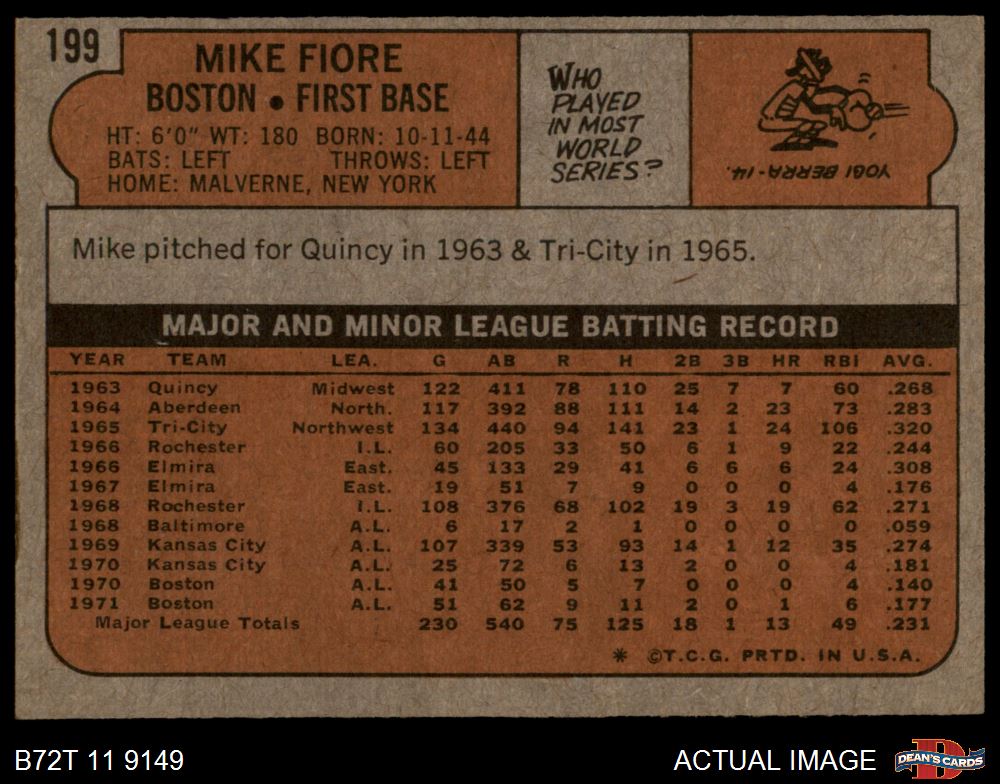 199
MIKE FIORE
BOSTON • FIRST BASE
HT: 6'0" WT: 180 BORN: 10-11-44
BATS: LEFT THROWS: LEFT
HOME: MALVERNE, NEW YORK
WHO
PLAYED
IN MOST
WORLD
SERIES?
YOGI BERRA-14.
Mike pitched for Quincy in 1963 & Tri-City in 1965.
MAJOR AND MINOR LEAGUE BATTING RECORD
YEAR TEAM LEA. G AB R H 2B 3B HR RBI AVG.
1963 Quincy Midwest 122 411 78 110 25 7 7 60 .268
1964 Aberdeen North. 117 392 88 111 14 2 23 73 .283
1965 Tri-City Northwest 134 440 94 141 23 1 24 106 .320
1966 Rochester I.L. 60 205 33 50 6 1 9 22 .244
1966 Elmira East. 45 133 29 41 6 6 6 24 .308
1967 Elmira East. 19 51 7 9 0 0 0 4 .176
1968 Rochester I.L. 108 376 68 102 19 3 19 62 .271
1968 Baltimore A.L. 6 17 2 1 0 0 0 0 .059
1969 Kansas City A.L. 107 339 53 93 14 1 12 35 .274
1970 Kansas City A.L. 25 72 6 13 2 0 0 4 .181
1970 Boston A.L. 41 50 5 7 0 0 0 4 .140
1971 Boston A.L. 51 62 9 11 2 0 1 6 .177
Major League Totals 230 540 75 125 18 1 13 49 .231
* ©T.C.G. PRTD. IN U.S.A.
B72T 11 9149
ACTUAL IMAGE
DEAN'S CARDS